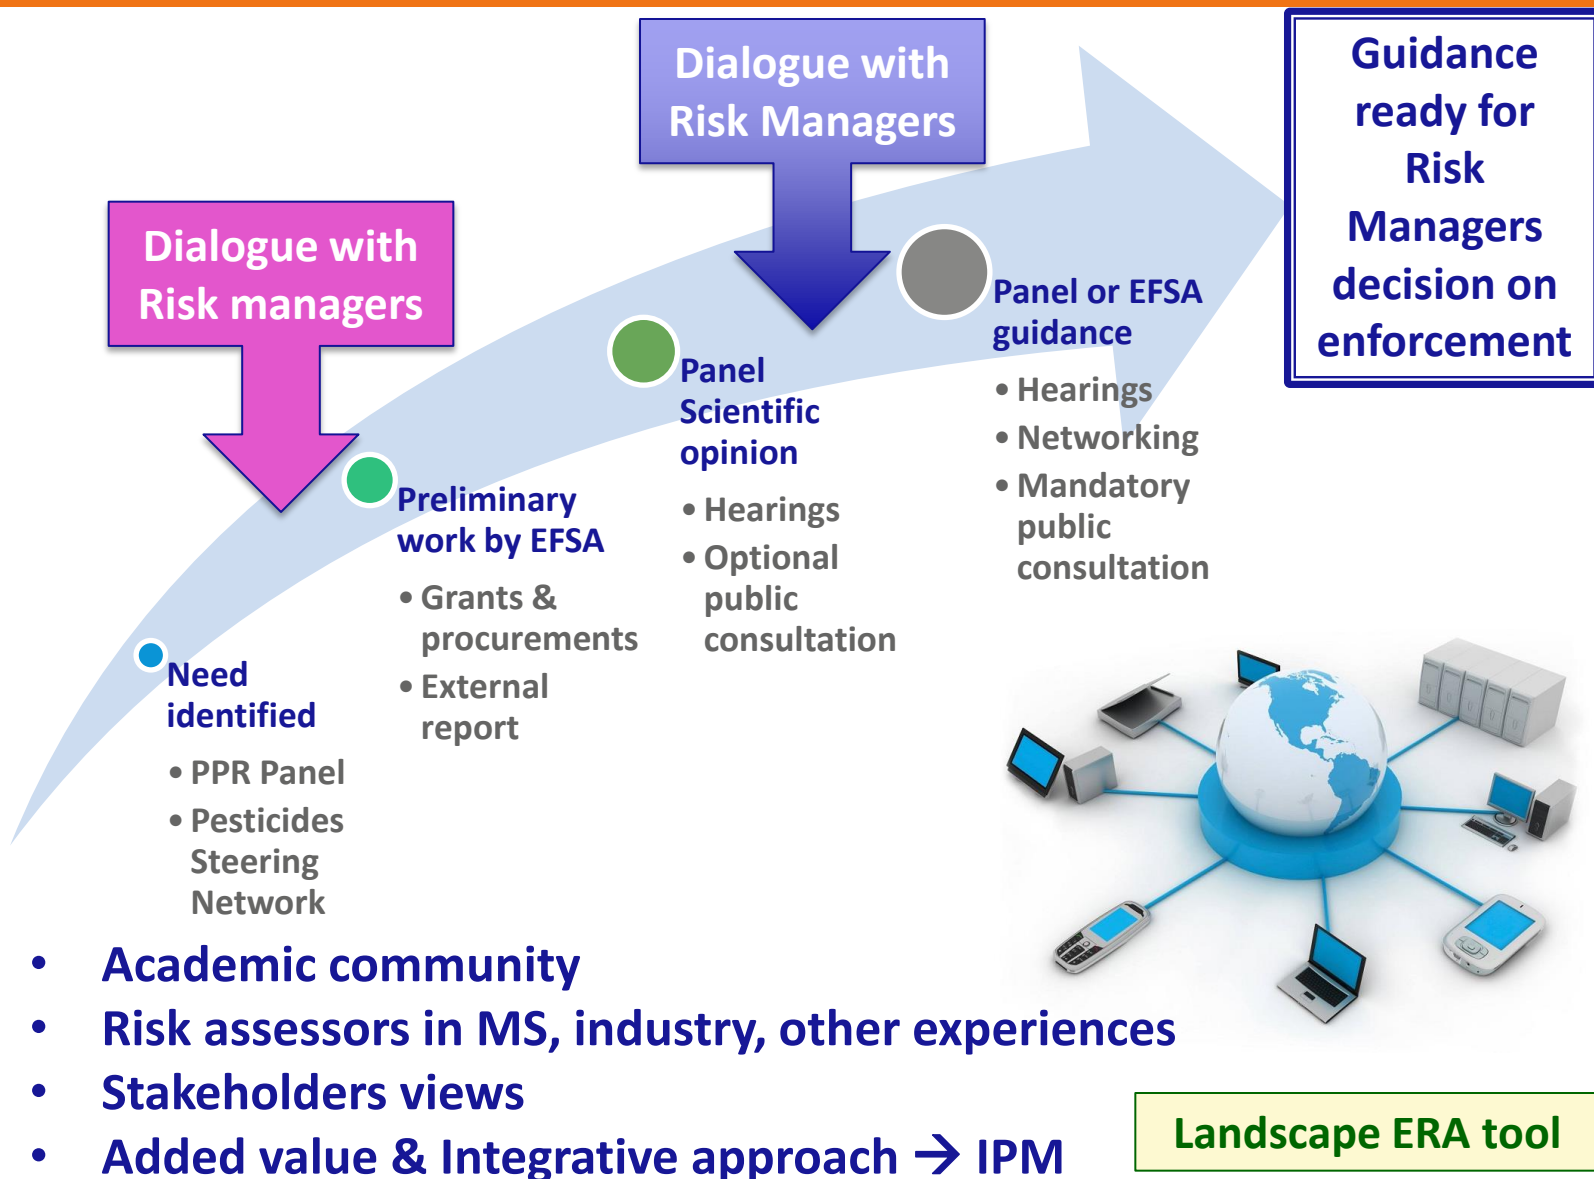 Dialogue with
Risk Managers
Guidance
ready for
Risk
Managers
decision on
enforcement
Dialogue with
Risk managers
Need
identified
• PPR Panel
• Pesticides
Steering
Network
Preliminary
work by EFSA
• Grants &
procurements
• External
report
Panel
Scientific
opinion
• Hearings
• Optional
public
consultation
Panel or EFSA
guidance
• Hearings
• Networking
• Mandatory
public
consultation
• Academic community
• Risk assessors in MS, industry, other experiences
• Stakeholders views
• Added value & Integrative approach → IPM
Landscape ERA tool